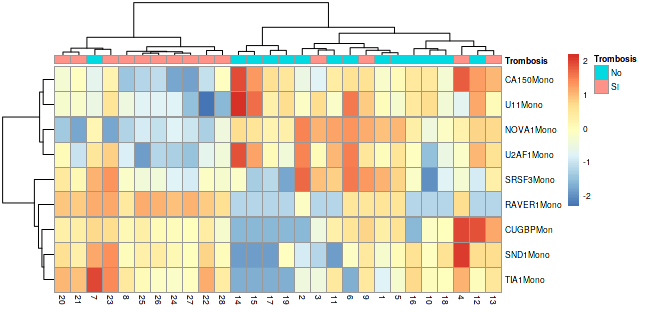 Trombosis
CA150Mono
U11Mono
NOVA1Mono
U2AF1Mono
SRSF3Mono
RAVER1Mono
CUGBPMon
SND1Mono
TIA1Mono
20 21 7 23 8 25 26 24 27 22 28 14 15 17 19 2 3 11 6 9 1 5 16 10 18 4 12 13
2
1
0
-1
-2
Trombosis
No
SI